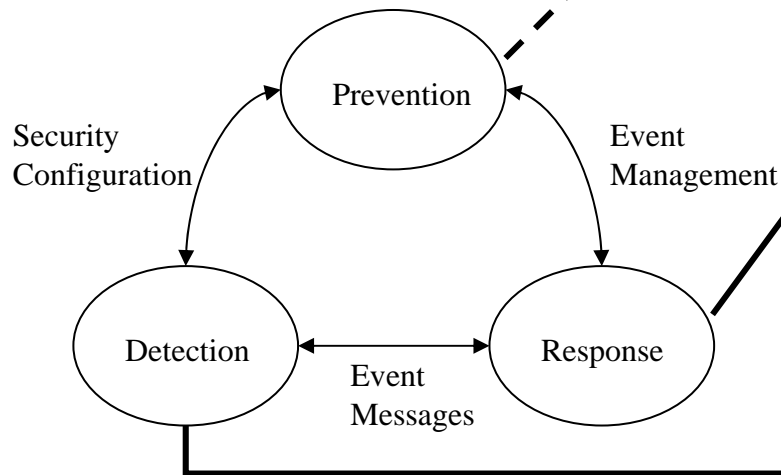 Prevention
Security
Configuration
Event
Management
Detection
Response
Event
Messages